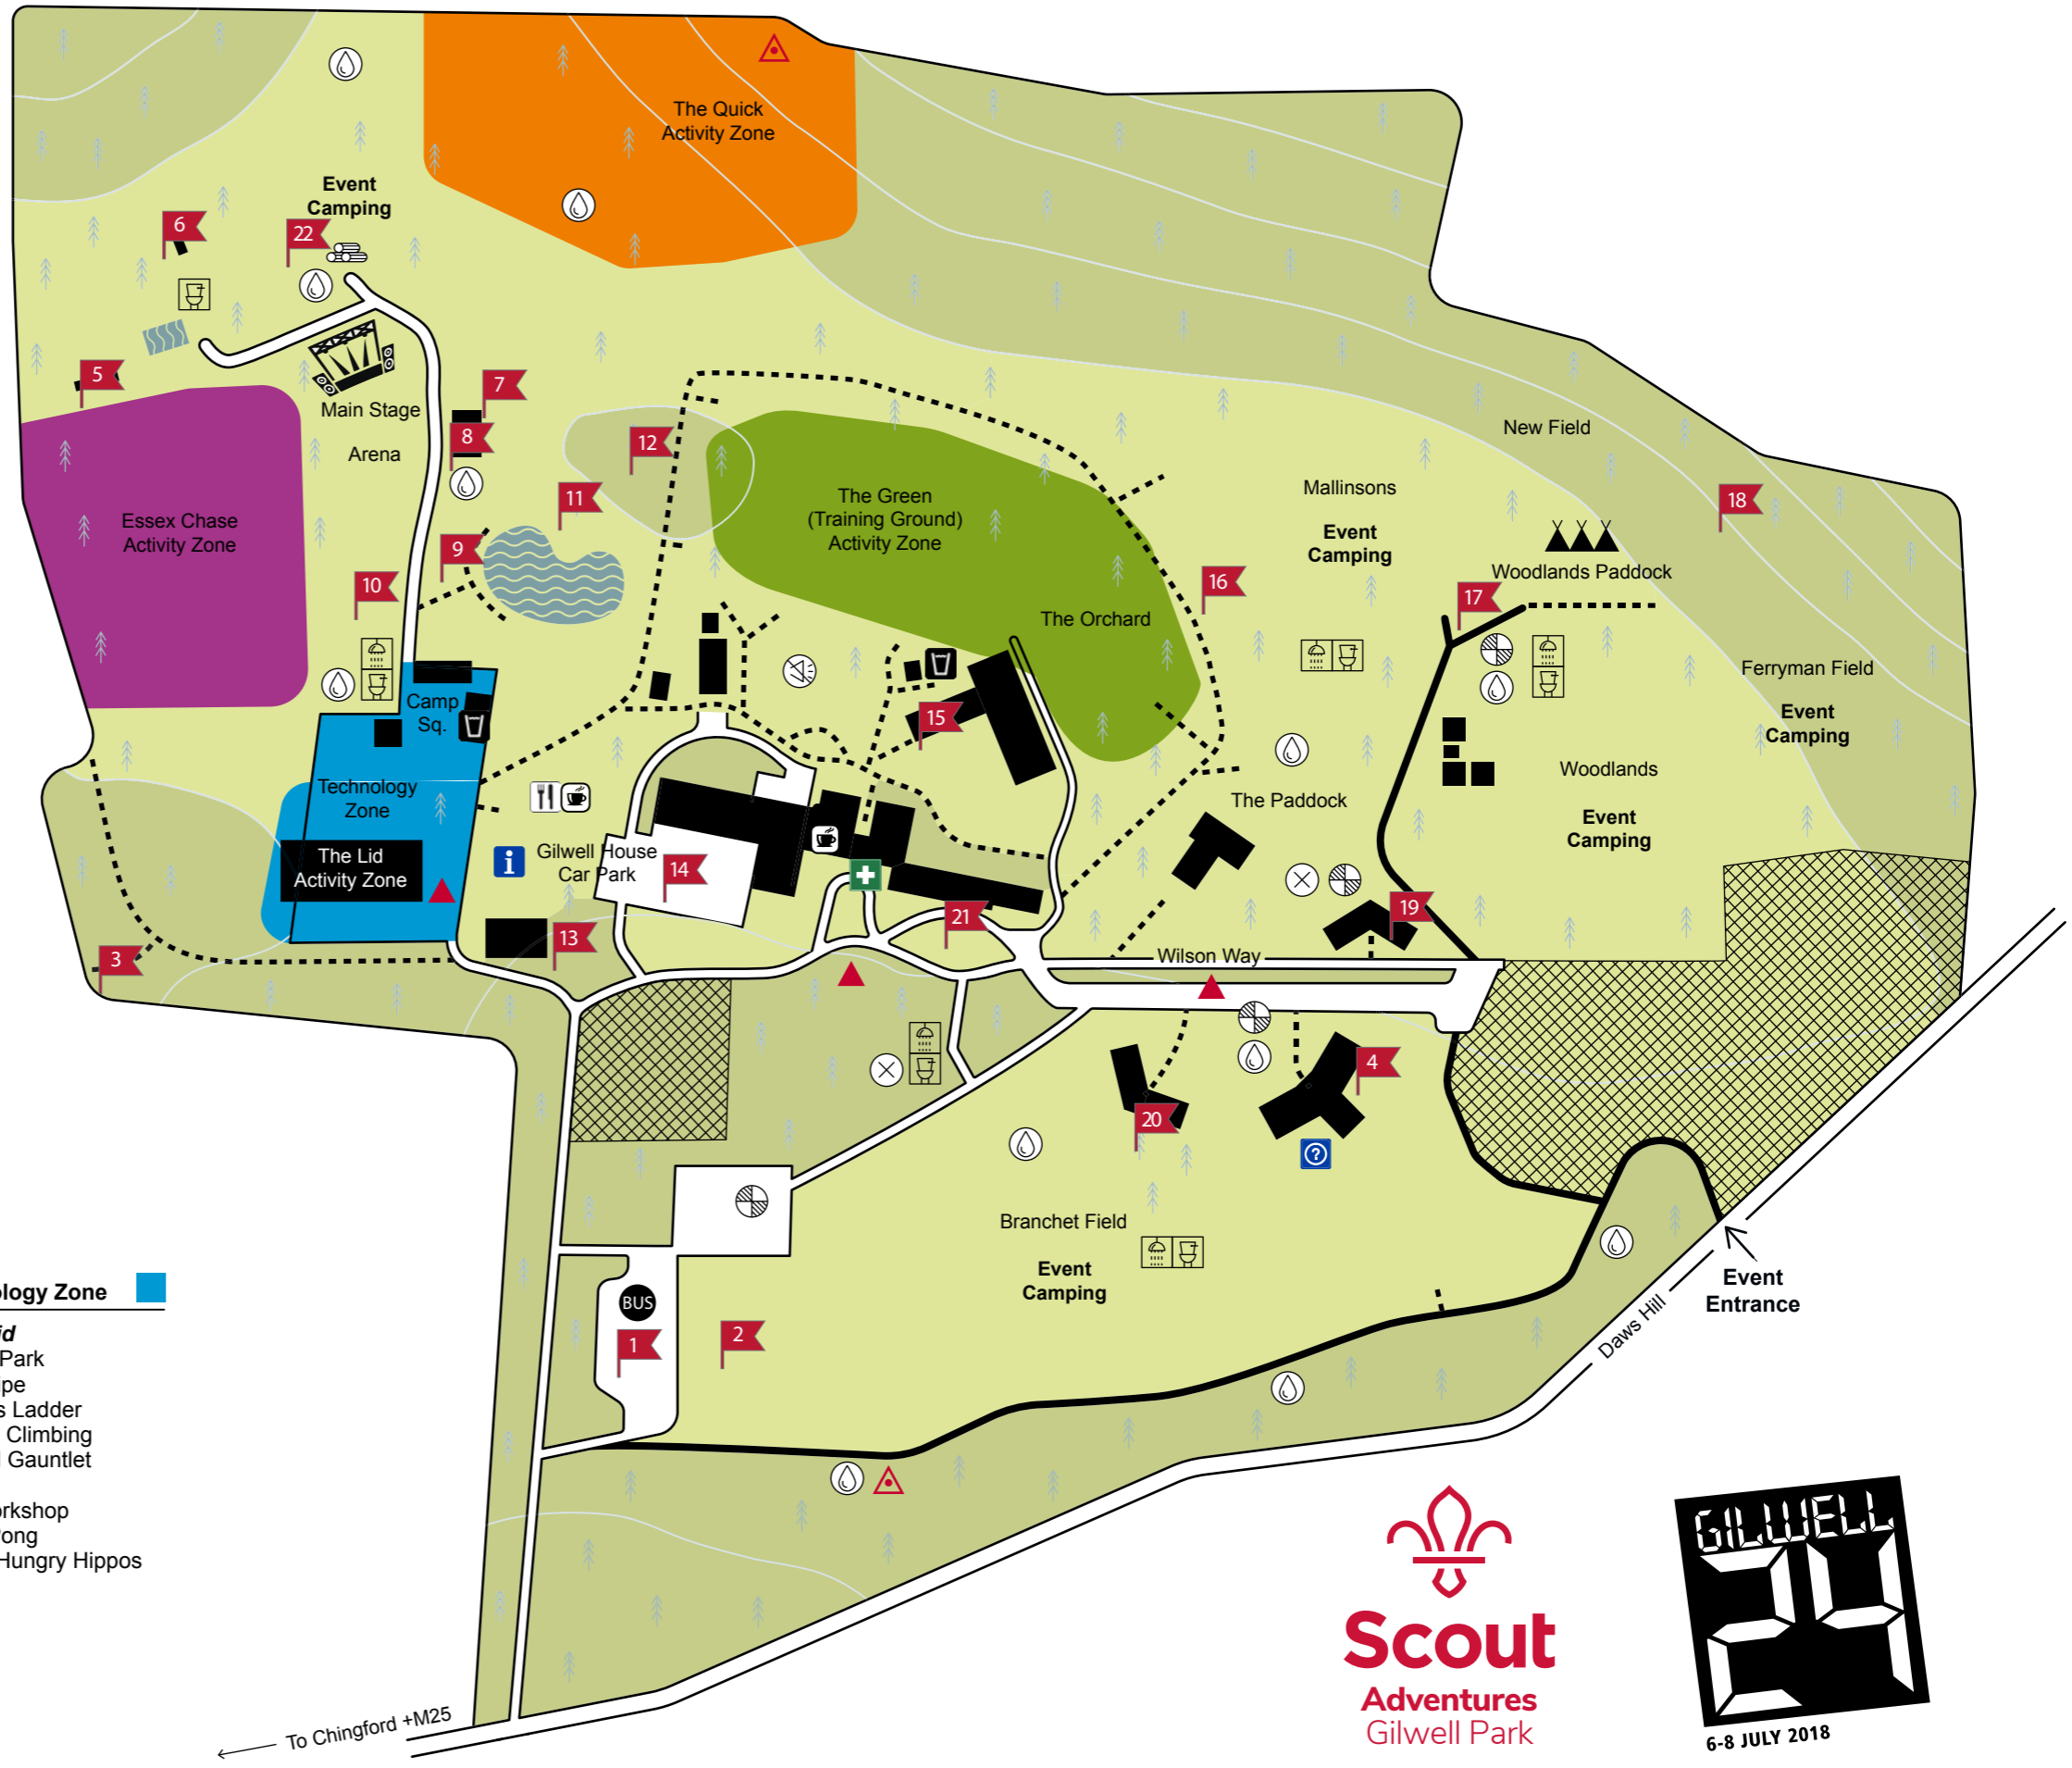 The Quick
Activity Zone
Event
Camping
6
22
5
7
Main Stage
8
Arena
12
11
New Field
Mallinsons
18
The Green
(Training Ground)
Activity Zone
Essex Chase
Activity Zone
Event
Camping
9
10
16
17
Woodlands Paddock
The Orchard
Ferryman Field
Camp
Sq.
15
Event
Camping
Technology
Zone
Woodlands
The Paddock
Event
Camping
The Lid
Activity Zone
i
Gilwell House
Car Park
14
19
21
13
3
Wilson Way
4
20
?
Branchet Field
Event
Camping
BUS
1
2
Event
Entrance
Daws Hill
ology Zone
id
Park
ipe
s Ladder
Climbing
Gauntlet
orkshop
Pong
Hungry Hippos
To Chingford +M25
Scout
Adventures
Gilwell Park
GILWELL
6-8 JULY 2018